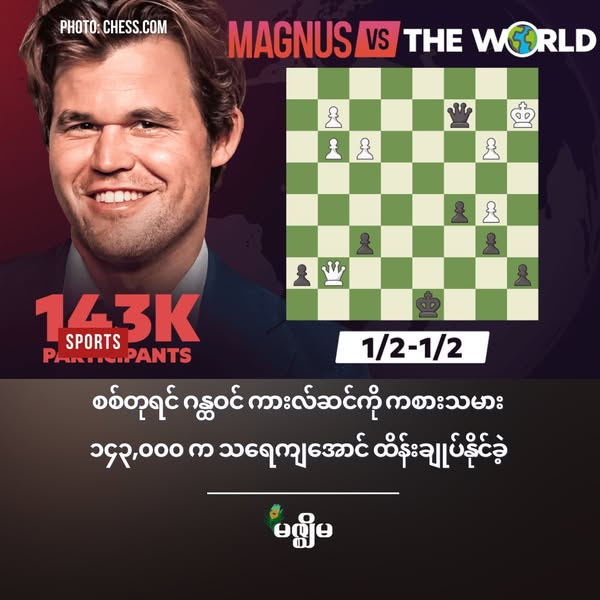 PHOTO: CHESS.COM
MAGNUS VS THE WORLD
143K
SPORTS
PARTICIPANTS
1/2-1/2
စစ်တုရင် ဂန္ထဝင် ကားလ်ဆင်ကို ကစားသမား
၁၄၃,၀၀၀ က သရေကျအောင် ထိန်းချုပ်နိုင်ခဲ့
မဇ္ဈိမ